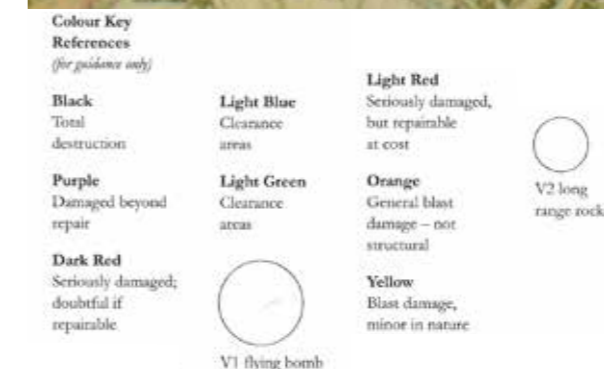 Colour Key
References
(for guidance only)
Black
Total
destruction
Purple
Damaged beyond
repair
Dark Red
Seriously damaged;
doubtful if
repairable
Light Blue
Clearance
areas
Light Green
Clearance
areas
V1 flying bomb
Light Red
Seriously damaged,
but repairable
at cost
Orange
General blast
damage – not
structural
Yellow
Blast damage,
minor in nature
V2 long
range rock